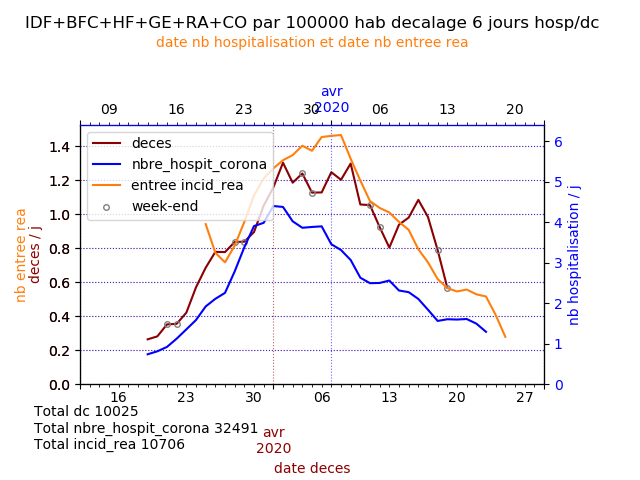 IDF+BFC+HF+GE+RA+CO par 100000 hab decalage 6 jours hosp/dc
date nb hospitalisation et date nb entree rea
avr
2020
09 16 23 30 06 13 20
deces
nbre_hospit_corona
entree incid_rea
week-end
nb entree rea
deces / j
1.4
1.2
1.0
0.8
0.6
0.4
0.2
0.0
6
5
4
3
2
1
0
nb hospitalisation / j
16 23 30 06 13 20 27
avr
2020
date deces
Total dc 10025
Total nbre_hospit_corona 32491
Total incid_rea 10706